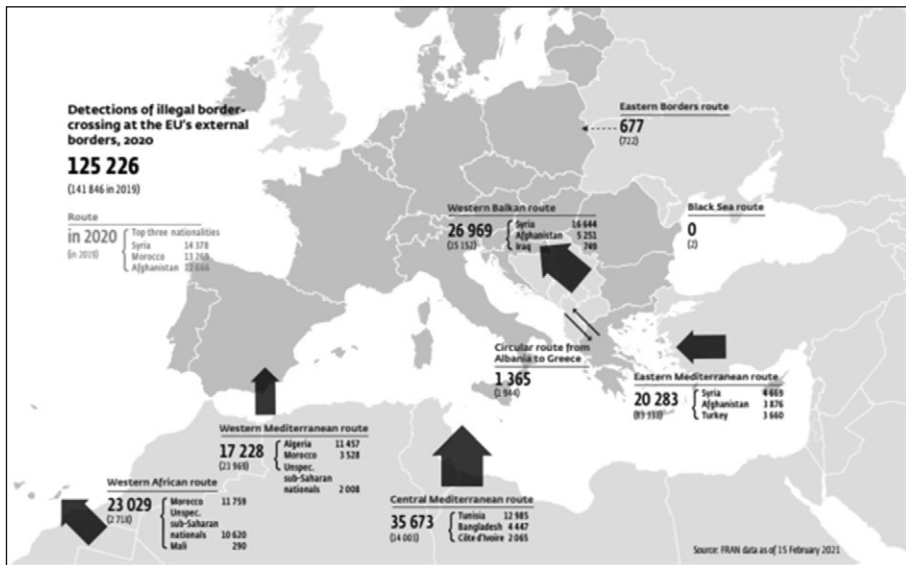 Detections of illegal border-
crossing at the EU's external
borders, 2020
125 226
(141 846 in 2019)
Route
in 2020
(in 2019)
Top three nationalities
Syria 14 378
Morocco
Afghanistan
Eastern Borders route
677
(722)
Western Balkan route
26 969
(15 152)
Syria 16 644
Afghanistan 5 251
Iraq 749
Black Sea route
0
(2)
Circular route from
Albania to Greece
1 365
(1 944)
Eastern Mediterranean route
20 283
Syria 4 669
Afghanistan 3 876
Turkey 3 660
Western Mediterranean route
17 228
(23 969)
Algeria 11 457
Morocco 3 528
Unspec.
sub-Saharan
nationals 2 008
Western African route
23 029
(2 718)
Morocco 11 759
Unspec.
sub-Saharan
nationals 10 620
Mali 290
Central Mediterranean route
35 673
(14 003)
Tunisia 12 985
Bangladesh 4 447
Côte d'Ivoire 2 065
Source: FRAN data as of 15 February 2021